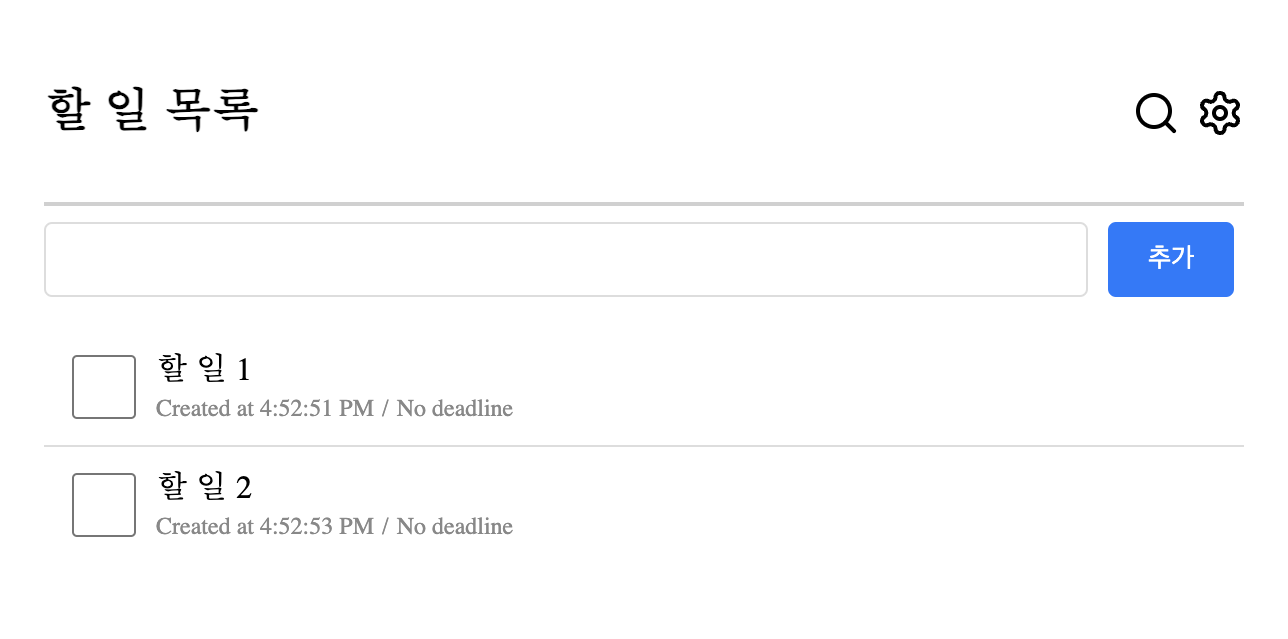 할 일 목록
추가
할 일 1
Created at 4:52:51 PM / No deadline
할 일 2
Created at 4:52:53 PM / No deadline